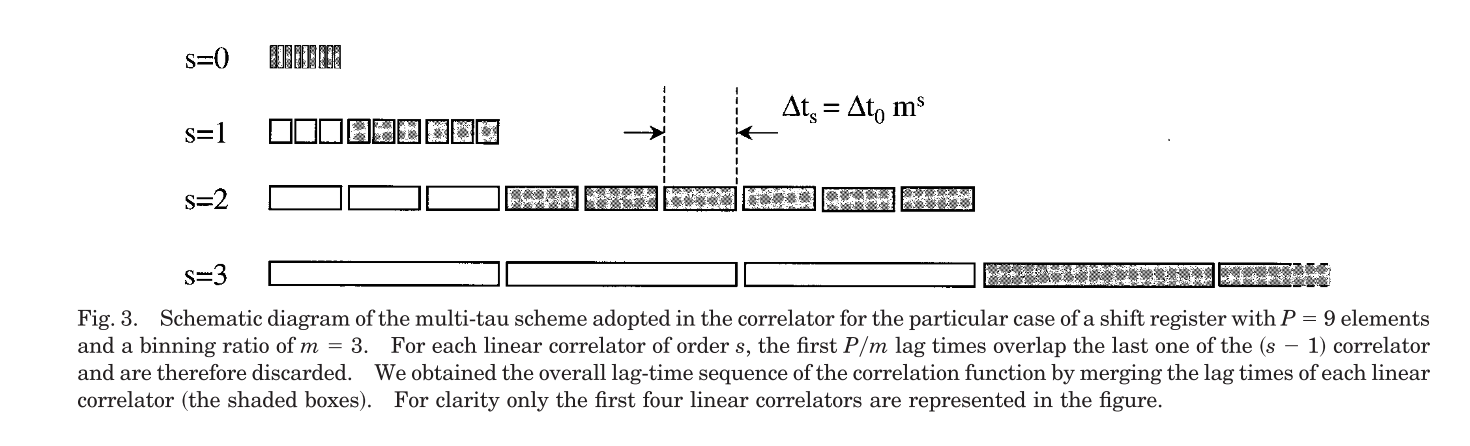 s=0
Δtₛ = Δt₀ mˢ
s=1
s=2
s=3
Fig. 3. Schematic diagram of the multi-tau scheme adopted in the correlator for the particular case of a shift register with P = 9 elements
and a binning ratio of m = 3. For each linear correlator of order s, the first P/m lag times overlap the last one of the (s − 1) correlator
and are therefore discarded. We obtained the overall lag-time sequence of the correlation function by merging the lag times of each linear
correlator (the shaded boxes). For clarity only the first four linear correlators are represented in the figure.